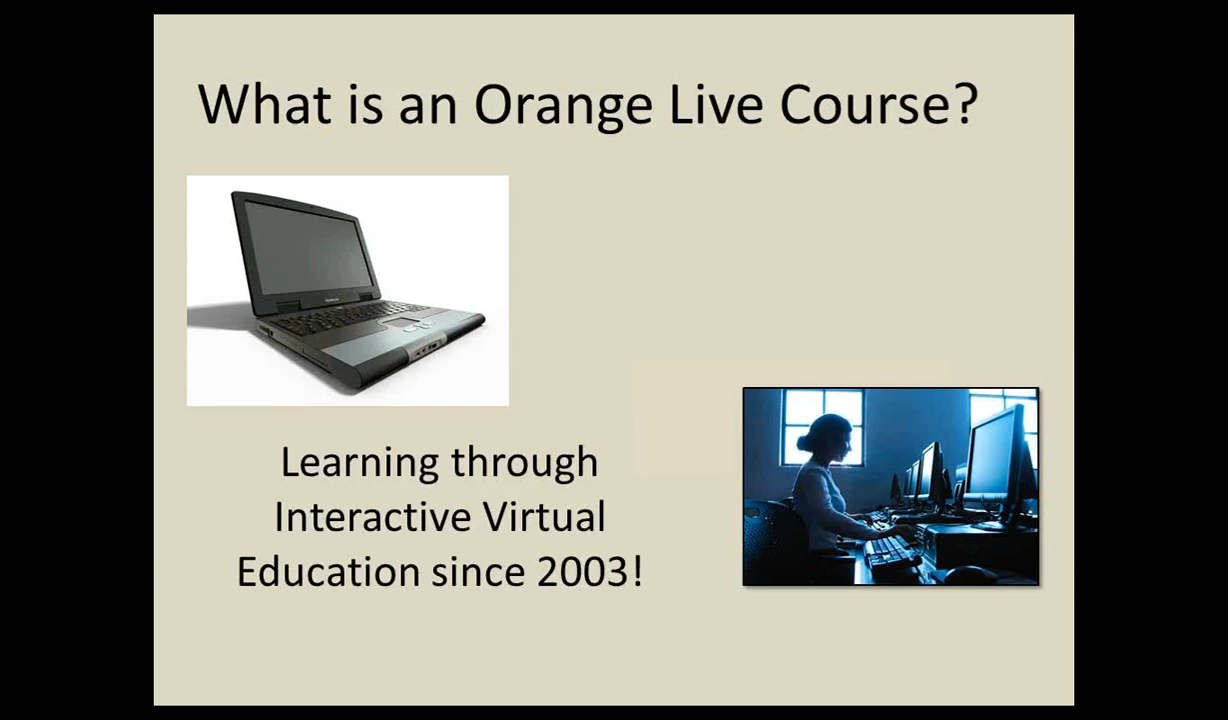 What is an Orange Live Course?
Learning through
Interactive Virtual
Education since 2003!